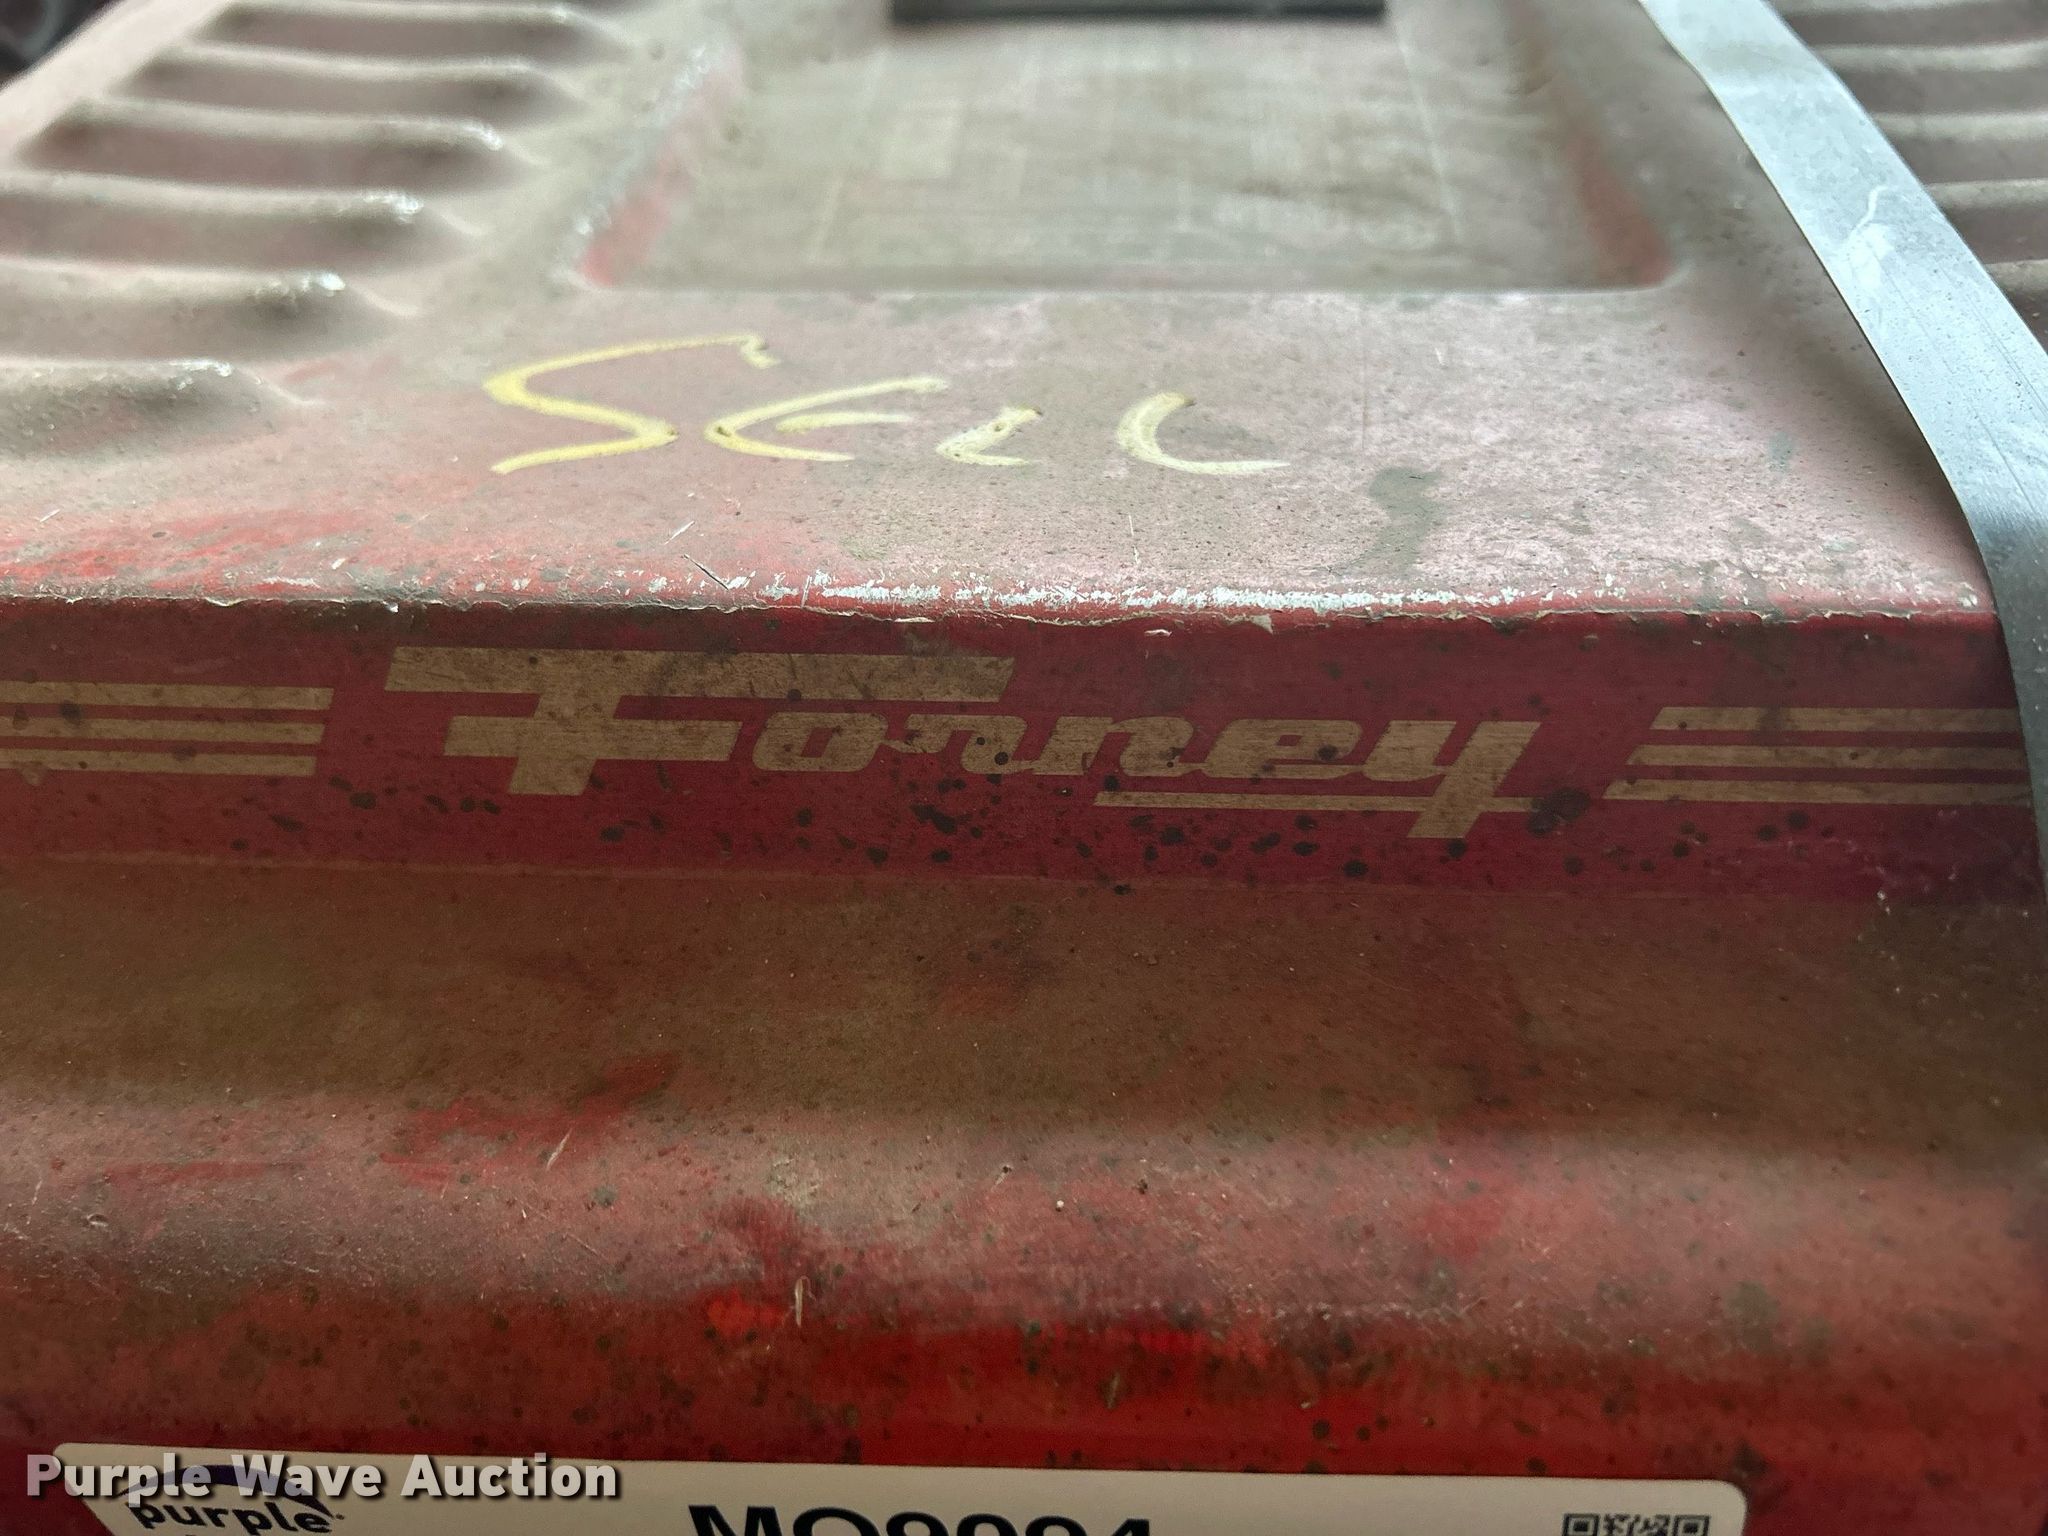 SELL
Forney
Purple Wave Auction
purple